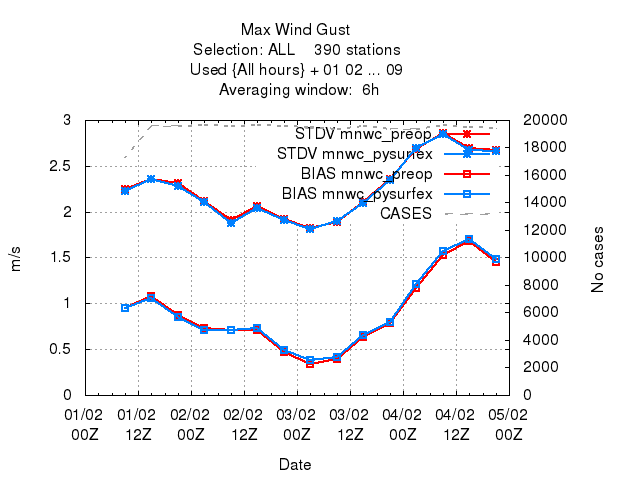 Max Wind Gust
Selection: ALL    390 stations
Used {All hours} + 01 02 ... 09
Averaging window:  6h
3
2.5
2
1.5
1
0.5
0
m/s
20000
18000
16000
14000
12000
10000
8000
6000
4000
2000
0
No cases
STDV mnwc_preop
STDV mnwc_pysurfex
BIAS mnwc_preop
BIAS mnwc_pysurfex
CASES
01/02 01/02 02/02 02/02 03/02 03/02 04/02 04/02 05/02
00Z 12Z 00Z 12Z 00Z 12Z 00Z 12Z 00Z
Date